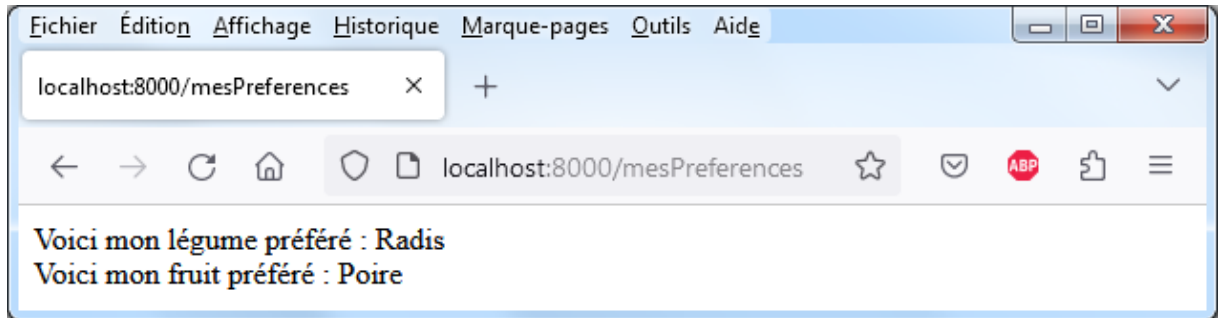 Fichier Édition Affichage Historique Marque-pages Outils Aide
localhost:8000/mesPreferences
localhost:8000/mesPreferences ABP
Voici mon légume préféré : Radis
Voici mon fruit préféré : Poire